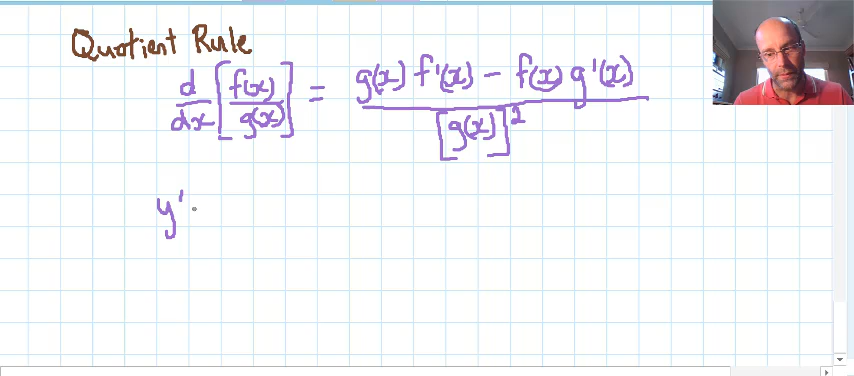 Quotient Rule
d/dx [f(x)/g(x)] = g(x) f'(x) - f(x) g'(x) / [g(x)]²
y'